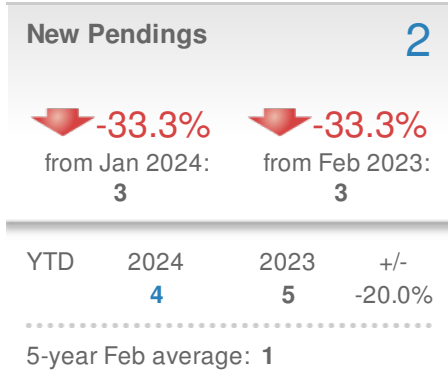 New Pendings 2
-33.3% -33.3%
from Jan 2024: from Feb 2023:
3 3
YTD 2024 2023 +/-
4 5 -20.0%
5-year Feb average: 1